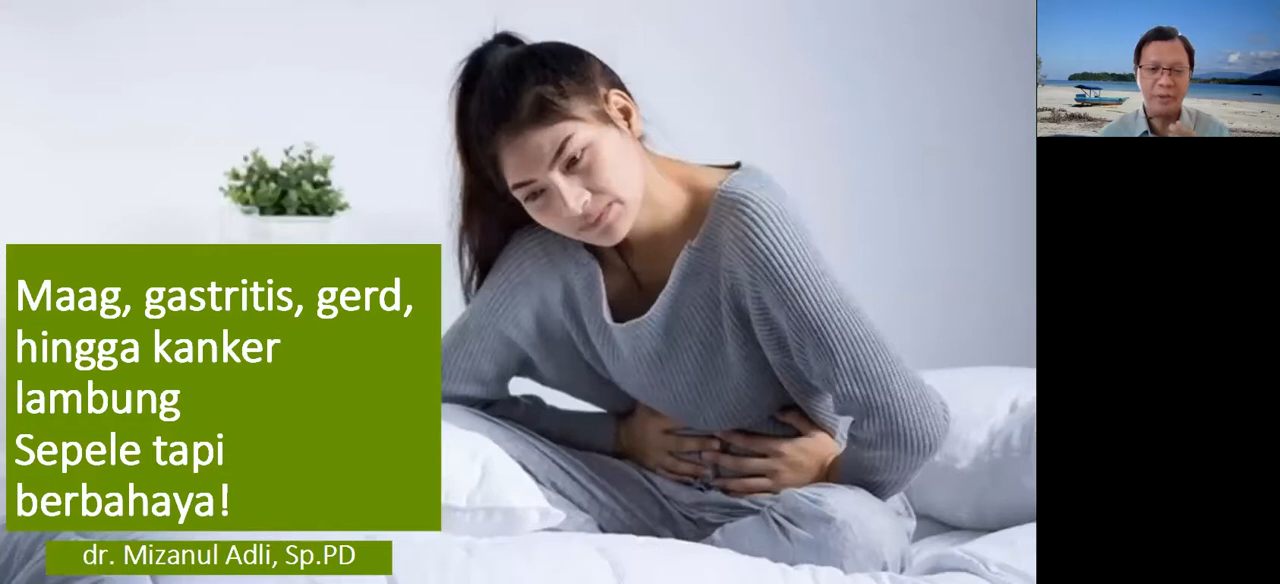 Maag, gastritis, gerd,
hingga kanker
lambung
Sepele tapi
berbahaya!
dr. Mizanul Adli, Sp.PD